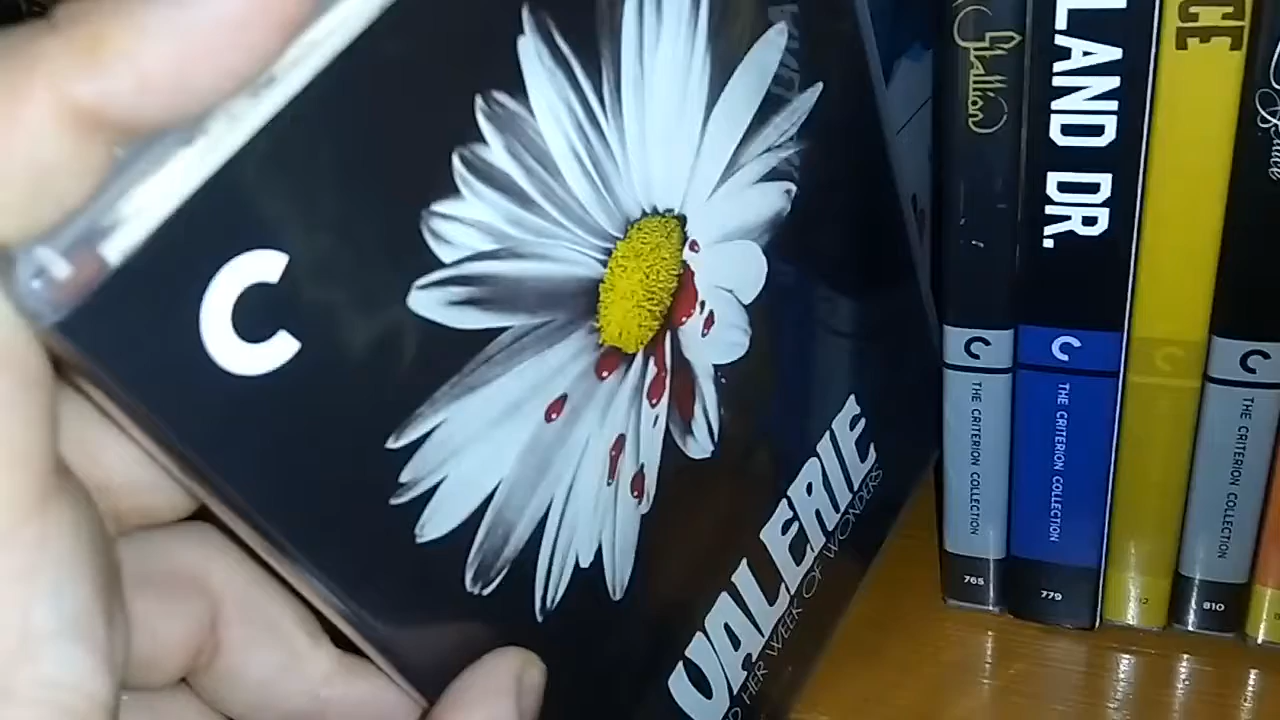 C
VALERIE
HER WEEK OF WONDERS
Stallion
C
THE CRITERION COLLECTION
765
LAND DR.
C
THE CRITERION COLLECTION
779
CE
C
C
THE CRITERION COLLECTION
810